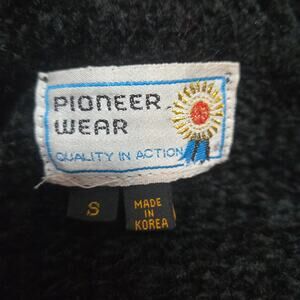 PIONEER
WEAR
QUALITY IN ACTION
S
MADE
IN
KOREA